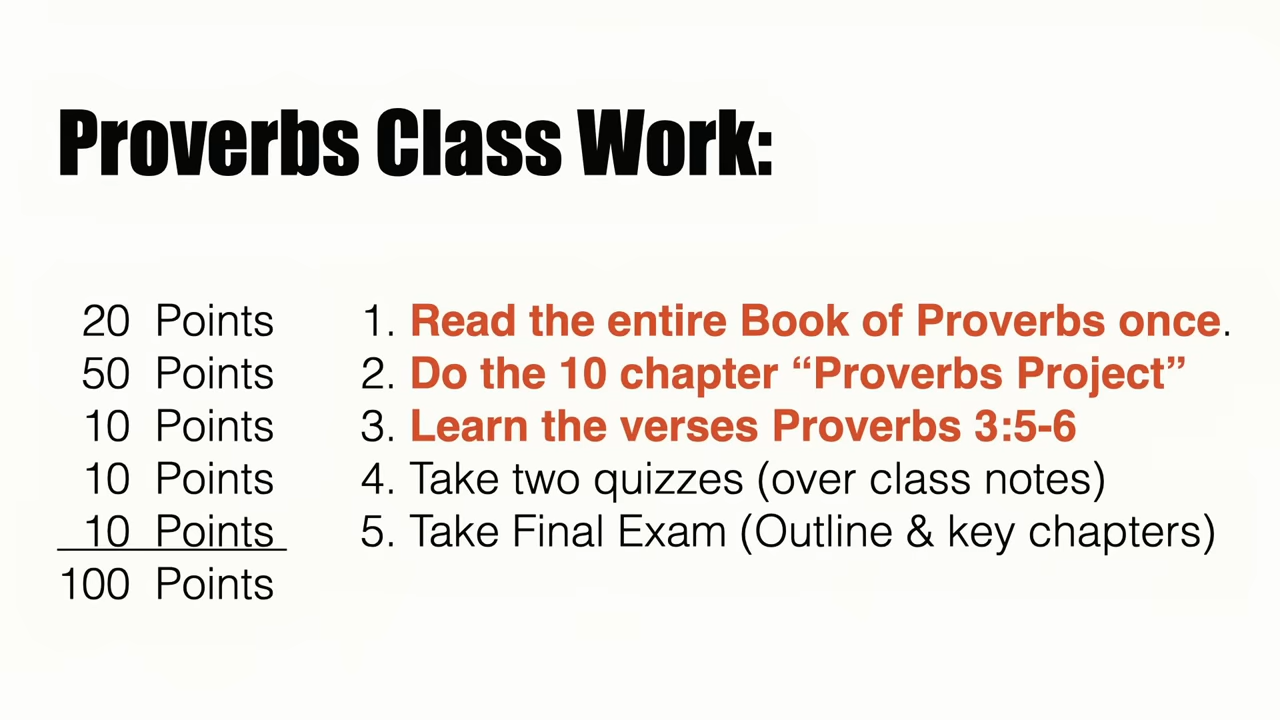 Proverbs Class Work:
20 Points 1. Read the entire Book of Proverbs once.
50 Points 2. Do the 10 chapter “Proverbs Project”
10 Points 3. Learn the verses Proverbs 3:5-6
10 Points 4. Take two quizzes (over class notes)
10 Points 5. Take Final Exam (Outline & key chapters)
100 Points